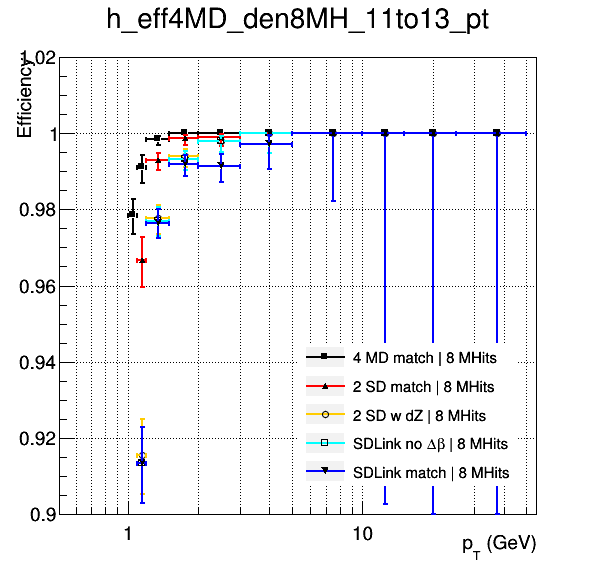 h_eff4MD_den8MH_11to13_pt
Efficiency
1.02
1
0.98
0.96
0.94
0.92
0.9
4 MD match | 8 MHits
2 SD match | 8 MHits
2 SD w dZ | 8 MHits
SDLink no Δβ | 8 MHits
SDLink match | 8 MHits
1
10
p_T (GeV)